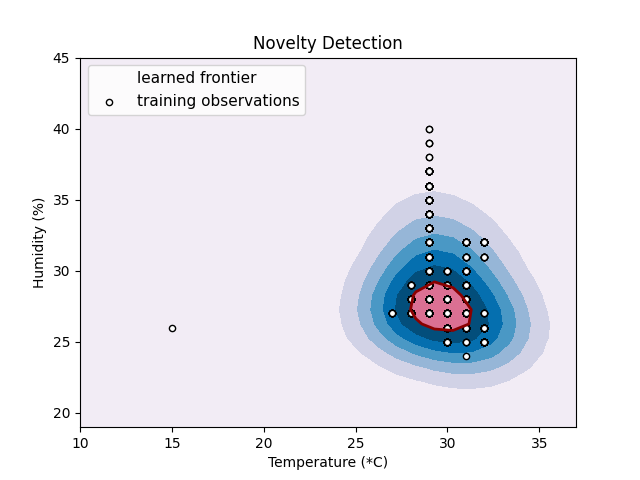 Novelty Detection
learned frontier
training observations
Humidity (%)
45
40
35
30
25
20
10
15
20
25
30
35
Temperature (*C)